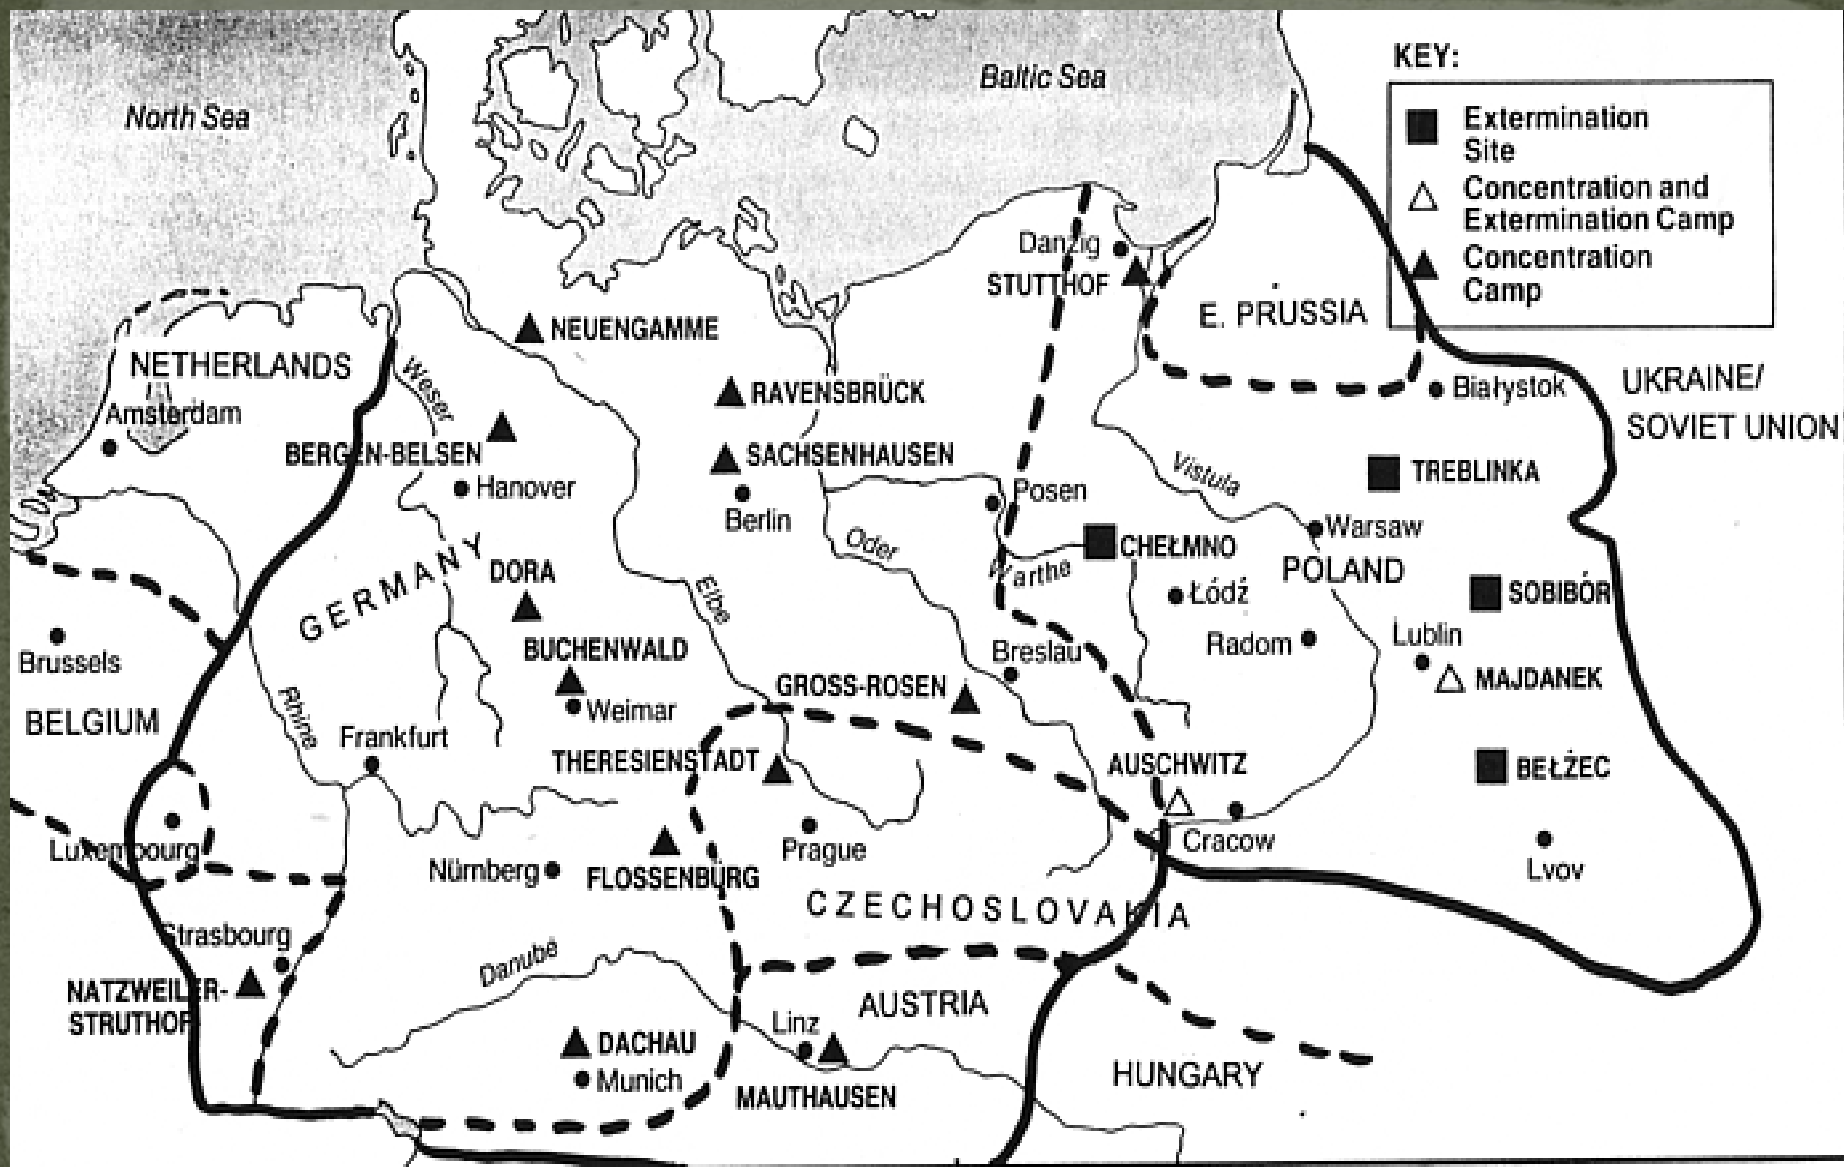 KEY:
Extermination
Site
Concentration and
Extermination Camp
Concentration
Camp
North Sea
Baltic Sea
Danzig
STUTTHOF
E. PRUSSIA
NEUENGAMME
NETHERLANDS
Amsterdam
Weser
RAVENSBRÜCK
Białystok
UKRAINE/
SOVIET UNION
BERGEN-BELSEN
Hanover
SACHSENHAUSEN
Berlin
Posen
Vistula
TREBLINKA
Warsaw
Oder
CHEŁMNO
Warthe
POLAND
GERMANY
DORA
Elbe
Łódź
SOBIBÓR
Brussels
BUCHENWALD
Breslau
Radom
Lublin
GROSS-ROSEN
MAJDANEK
BELGIUM
Rhine
Weimar
Frankfurt
THERESIENSTADT
AUSCHWITZ
BEŁŻEC
Luxembourg
Prague
Cracow
Nürnberg
FLOSSENBURG
Lvov
CZECHOSLOVAKIA
Strasbourg
Danube
NATZWEILER-
STRUTHOF
AUSTRIA
Linz
DACHAU
Munich
MAUTHAUSEN
HUNGARY